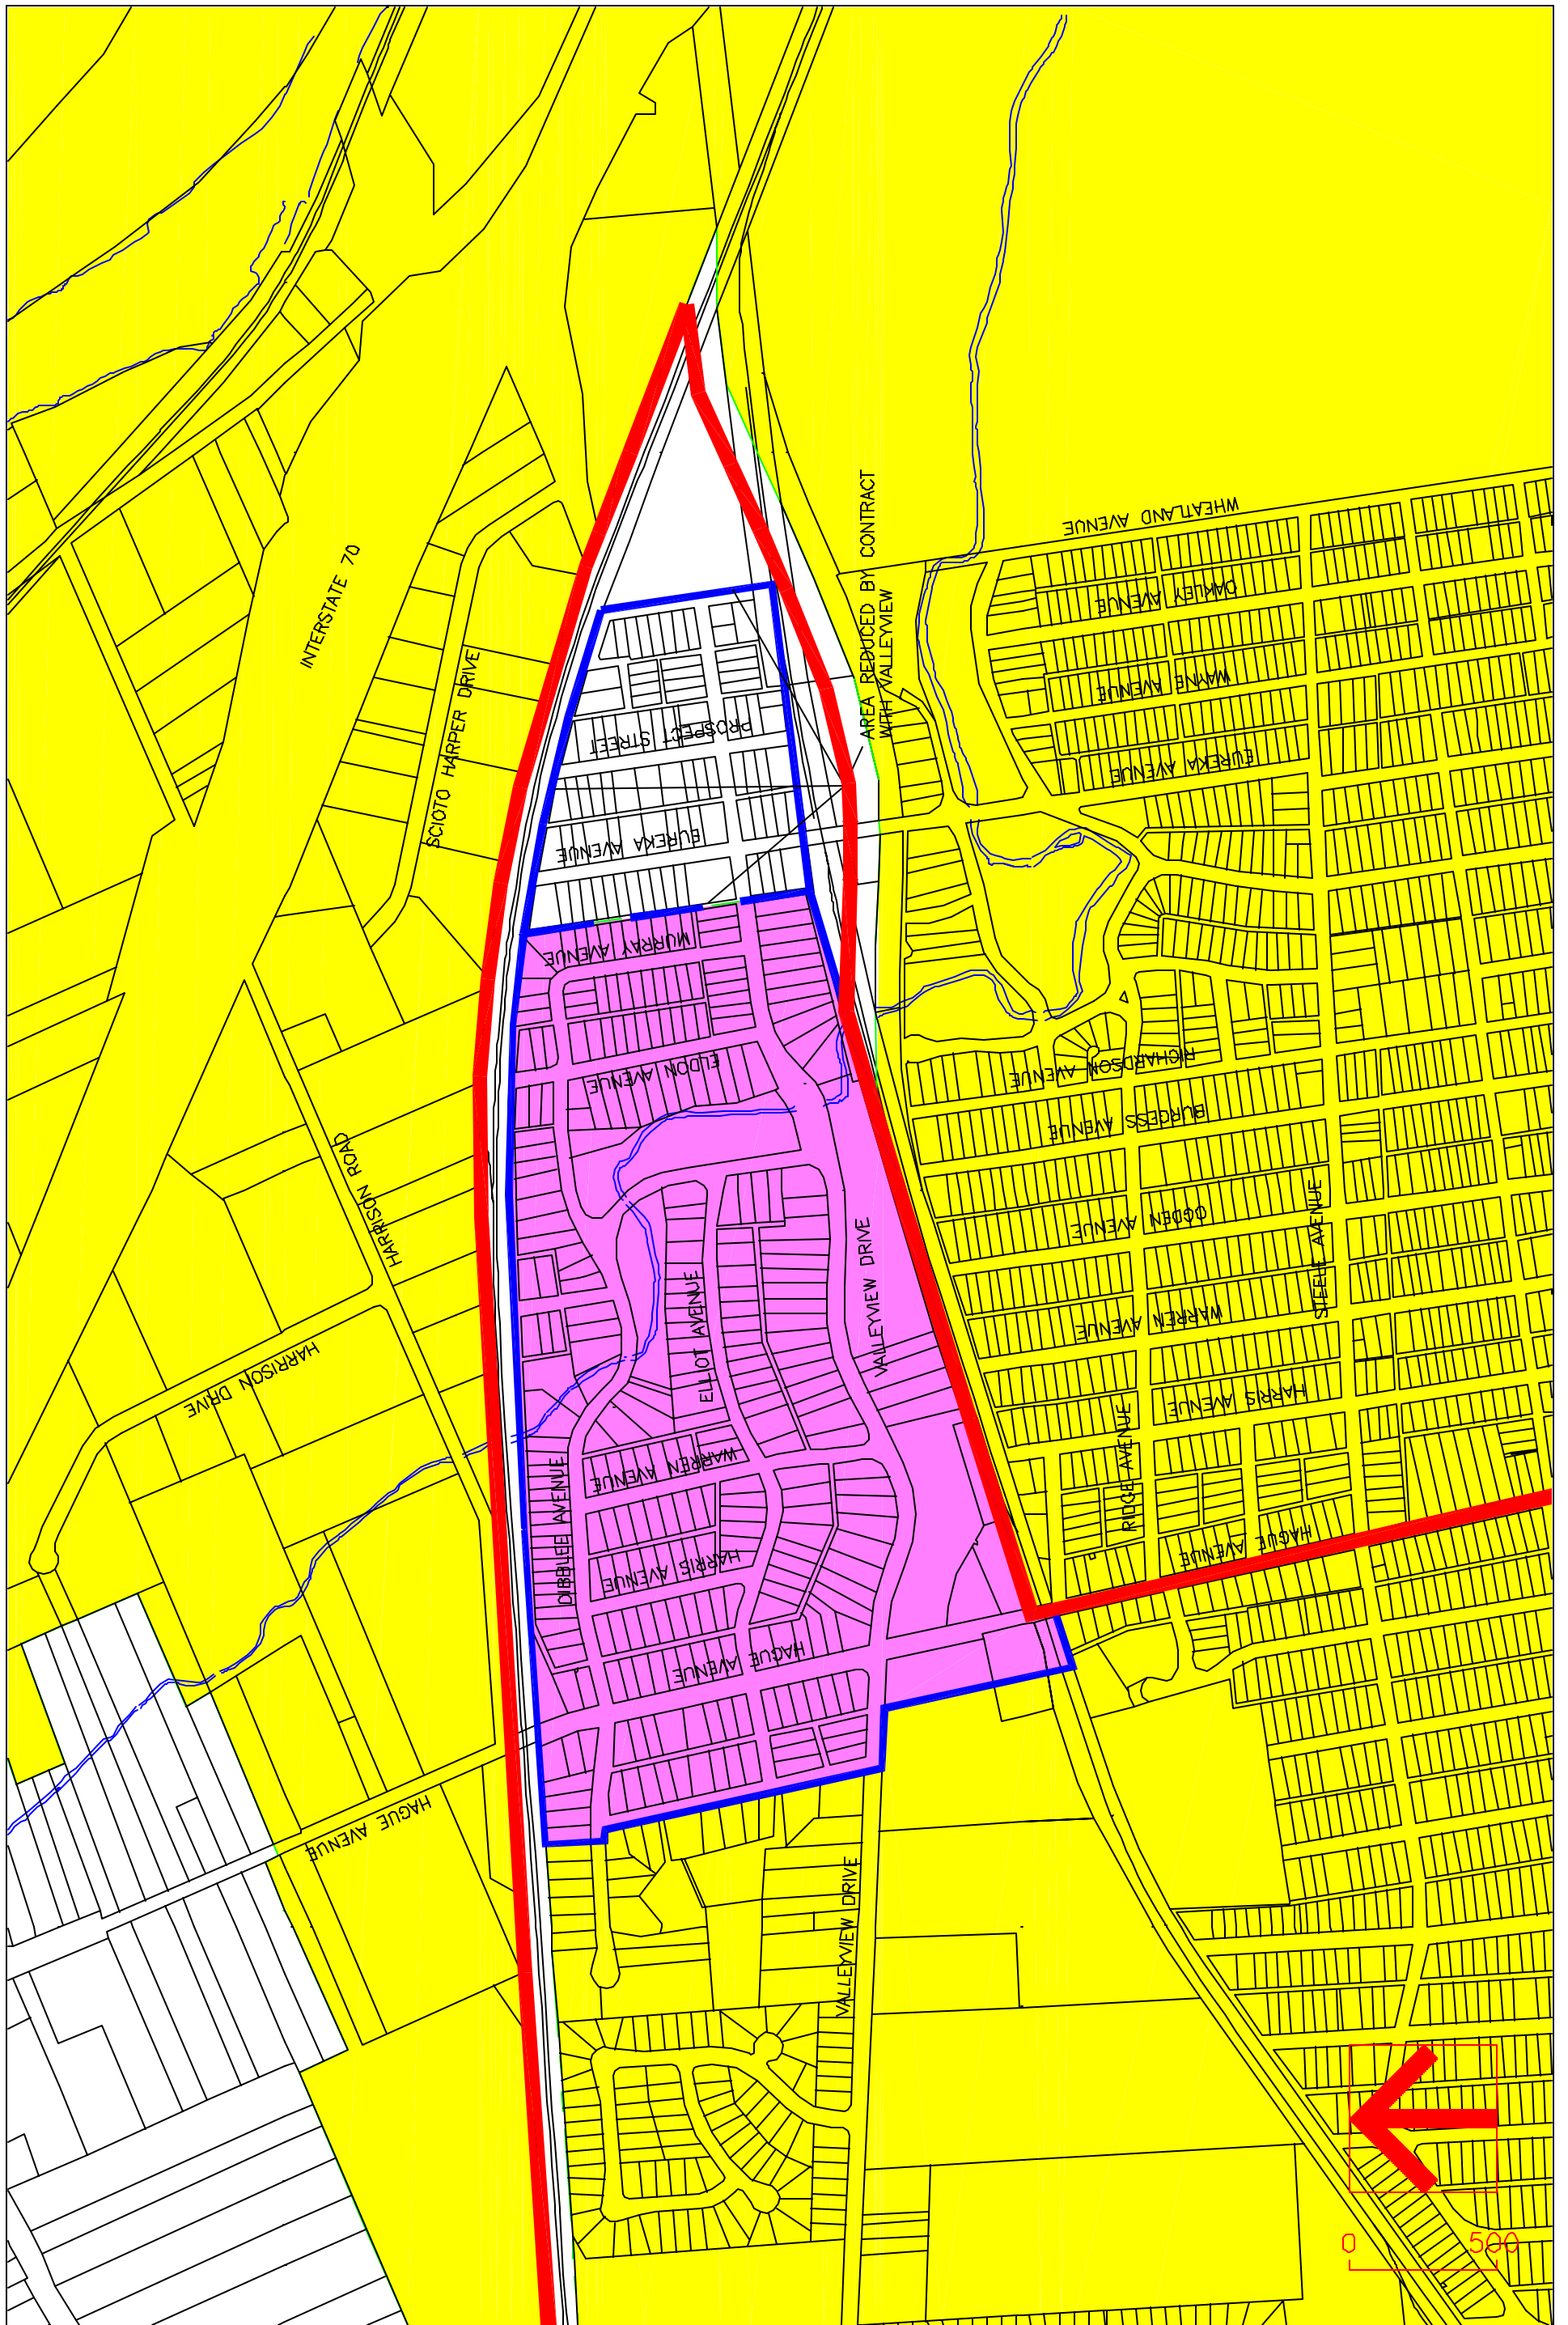 WHEATLAND AVENUE
AREA REDUCED BY CONTRACT
WITH VALLEYVIEW
INTERSTATE 70
OAKLEY AVENUE
SCIOTO HARPER DRIVE
WAYNE AVENUE
PROSPECT STREET
EUREKA AVENUE
EUREKA AVENUE
MURRAY AVENUE
ELDON AVENUE
RICHARDSON AVENUE
BURGESS AVENUE
HARRISON ROAD
OGDEN AVENUE
STEELE AVENUE
VALLEYVIEW DRIVE
ELLIOT AVENUE
WARREN AVENUE
HARRISON DRIVE
HARRIS AVENUE
RIDGE AVENUE
WARREN AVENUE
DIBBLEE AVENUE
HARRIS AVENUE
HAGUE AVENUE
HAGUE AVENUE
HAGUE AVENUE
VALLEYVIEW DRIVE
0 500